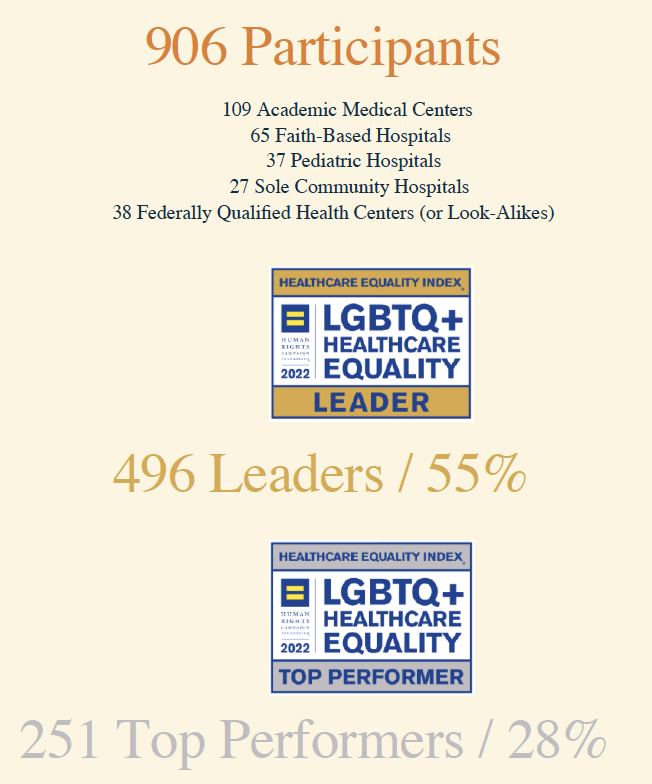 906 Participants
109 Academic Medical Centers
65 Faith-Based Hospitals
37 Pediatric Hospitals
27 Sole Community Hospitals
38 Federally Qualified Health Centers (or Look-Alikes)
HEALTHCARE EQUALITY INDEX
HUMAN
RIGHTS
CAMPAIGN
FOUNDATION
2022
LGBTQ+
HEALTHCARE
EQUALITY
LEADER
496 Leaders / 55%
HEALTHCARE EQUALITY INDEX
HUMAN
RIGHTS
CAMPAIGN
FOUNDATION
2022
LGBTQ+
HEALTHCARE
EQUALITY
TOP PERFORMER
251 Top Performers / 28%